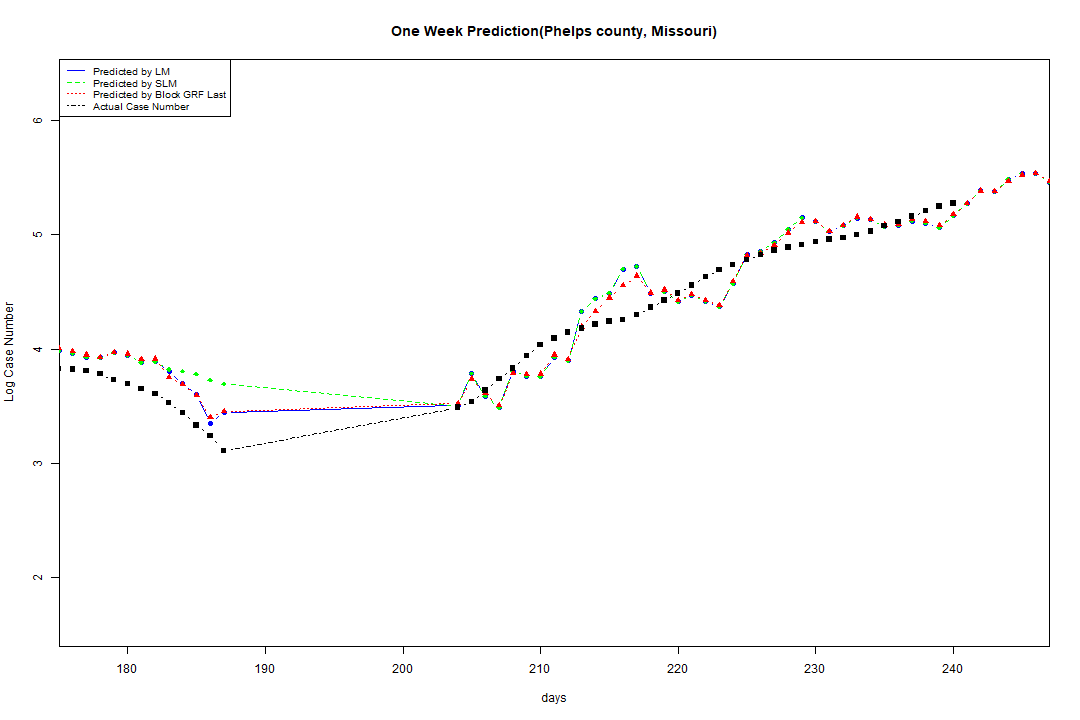 One Week Prediction(Phelps county, Missouri)
Predicted by LM
Predicted by SLM
Predicted by Block GRF Last
Actual Case Number
6
5
4
3
2
Log Case Number
180 190 200 210 220 230 240
days